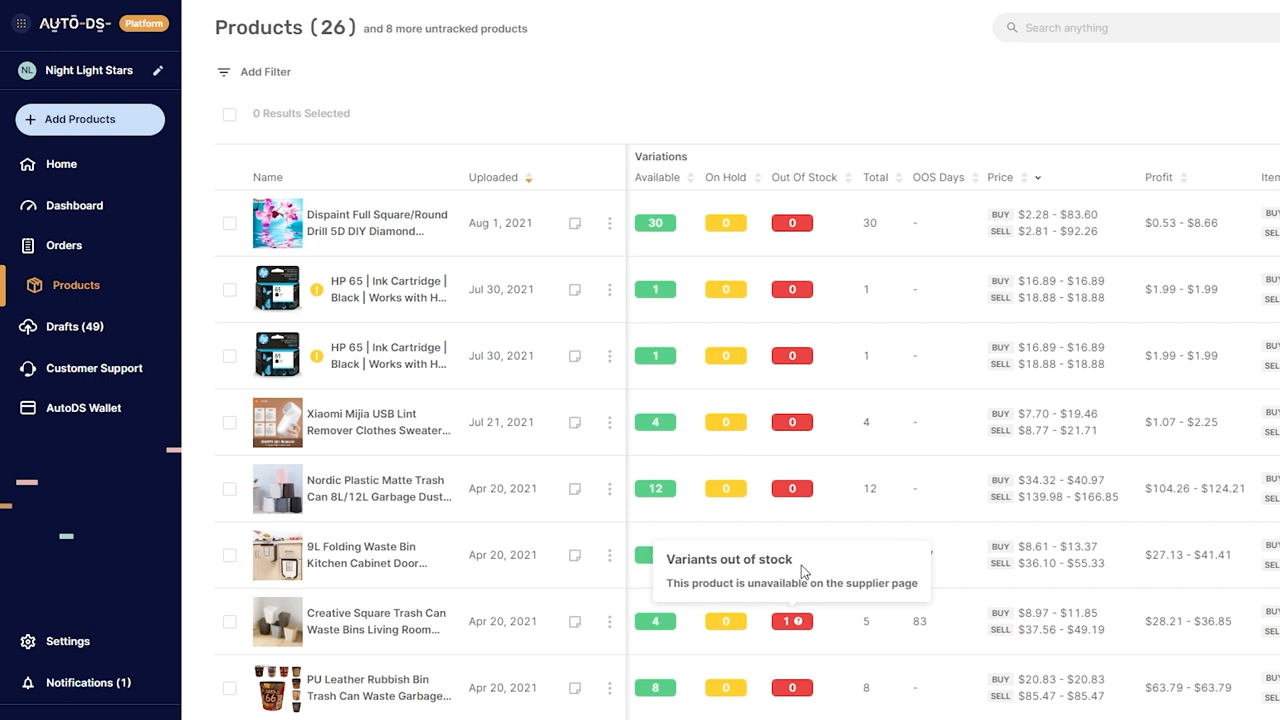 AUTO-DS- Platform
NL Night Light Stars
Add Products
Home
Dashboard
Orders
Products
Drafts (49)
Customer Support
AutoDS Wallet
Settings
Notifications (1)
Products (26) and 8 more untracked products
Search anything
Add Filter
0 Results Selected
Variations
Name Uploaded Available On Hold Out Of Stock Total OOS Days Price Profit
Dispaint Full Square/Round
Drill 5D DIY Diamond...
Aug 1, 2021 30 0 0 30 -
BUY $2.28 - $83.60
SELL $2.81 - $92.26
$0.53 - $8.66
BUY
SELL
HP 65 | Ink Cartridge |
Black | Works with H...
Jul 30, 2021 1 0 0 1 -
BUY $16.89 - $16.89
SELL $18.88 - $18.88
$1.99 - $1.99
HP 65 | Ink Cartridge |
Black | Works with H...
Jul 30, 2021 1 0 0 1 -
BUY $16.89 - $16.89
SELL $18.88 - $18.88
$1.99 - $1.99
Xiaomi Mijia USB Lint
Remover Clothes Sweater...
Jul 21, 2021 4 0 0 4 -
BUY $7.70 - $19.46
SELL $8.77 - $21.71
$1.07 - $2.25
Nordic Plastic Matte Trash
Can 8L/12L Garbage Dust...
Apr 20, 2021 12 0 0 12 -
BUY $34.32 - $40.97
SELL $139.98 - $166.85
$104.26 - $124.21
9L Folding Waste Bin
Kitchen Cabinet Door...
Apr 20, 2021
BUY $8.61 - $13.37
SELL $36.10 - $55.33
$27.13 - $41.41
Variants out of stock
This product is unavailable on the supplier page
Creative Square Trash Can
Waste Bins Living Room...
Apr 20, 2021 4 0 1 5 83
BUY $8.97 - $11.85
SELL $37.56 - $49.19
$28.21 - $36.85
PU Leather Rubbish Bin
Trash Can Waste Garbage...
Apr 20, 2021 8 0 0 8 -
BUY $20.83 - $20.83
SELL $85.47 - $85.47
$63.79 - $63.79